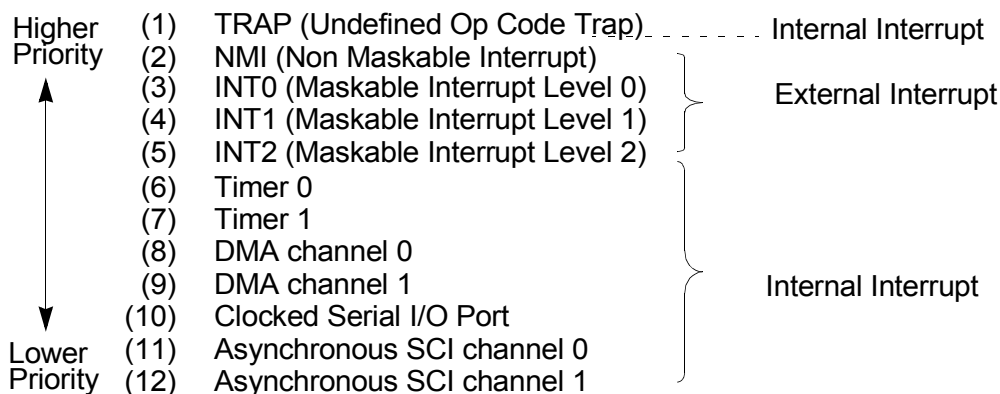 Higher Priority
(1) TRAP (Undefined Op Code Trap) Internal Interrupt
(2) NMI (Non Maskable Interrupt)
(3) INT0 (Maskable Interrupt Level 0) External Interrupt
(4) INT1 (Maskable Interrupt Level 1)
(5) INT2 (Maskable Interrupt Level 2)
(6) Timer 0
(7) Timer 1
(8) DMA channel 0
(9) DMA channel 1 Internal Interrupt
(10) Clocked Serial I/O Port
(11) Asynchronous SCI channel 0
(12) Asynchronous SCI channel 1
Lower Priority